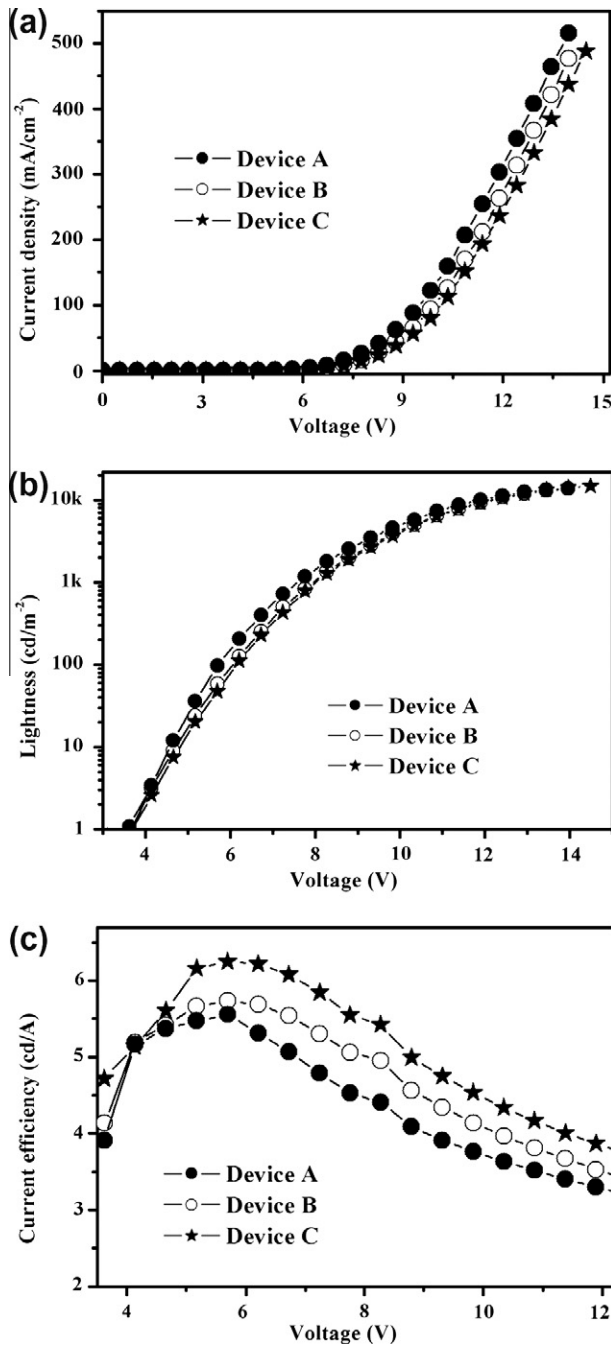 (a)
500
400
300
200
100
0
Current density (mA/cm⁻²)
Device A
Device B
Device C
0 3 6 9 12 15
Voltage (V)
(b)
10k
1k
100
10
1
Lightness (cd/m⁻²)
Device A
Device B
Device C
4 6 8 10 12 14
Voltage (V)
(c)
6
5
4
3
2
Current efficiency (cd/A)
Device A
Device B
Device C
4 6 8 10 12
Voltage (V)